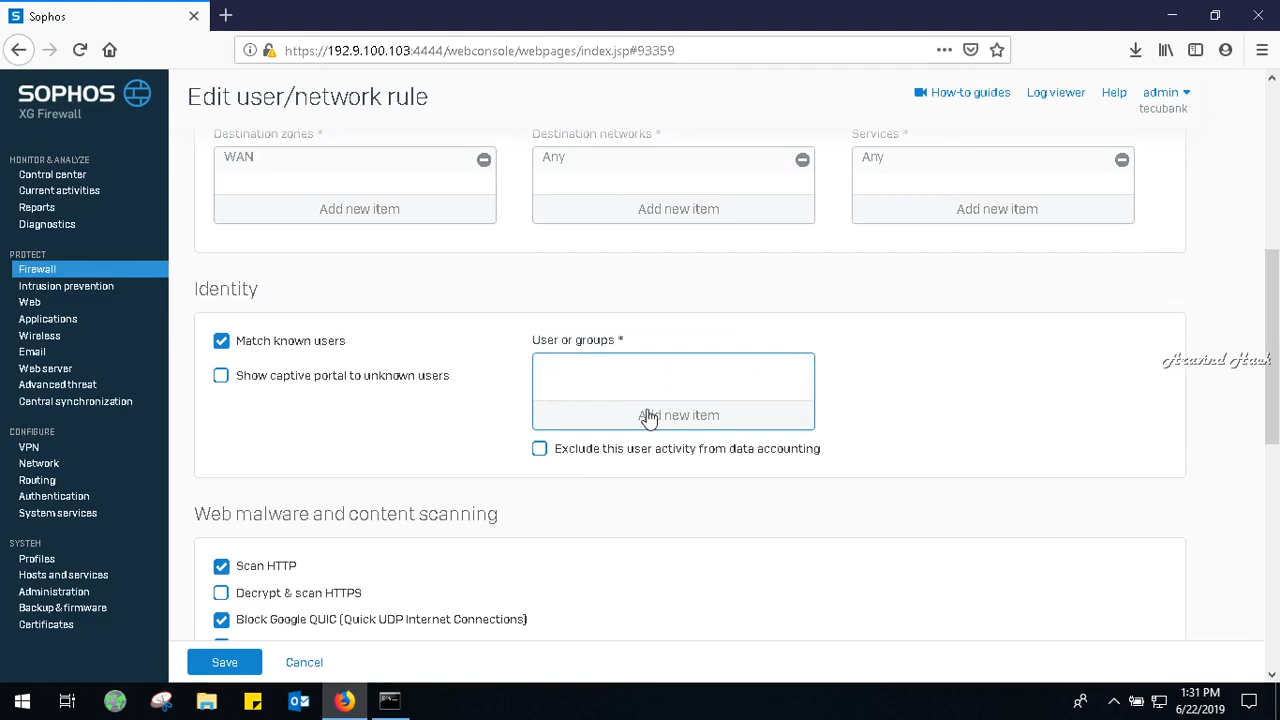 Sophos
https://192.9.100.103:4444/webconsole/webpages/index.jsp#93359
SOPHOS
XG Firewall
Edit user/network rule
How-to guides
Log viewer
Help
admin
tecubank
MONITOR & ANALYZE
Control center
Current activities
Reports
Diagnostics
PROTECT
Firewall
Intrusion prevention
Web
Applications
Wireless
Email
Web server
Advanced threat
Central synchronization
CONFIGURE
VPN
Network
Routing
Authentication
System services
SYSTEM
Profiles
Hosts and services
Administration
Backup & firmware
Certificates
Destination zones *
WAN
Add new item
Destination networks *
Any
Add new item
Services *
Any
Add new item
Identity
Match known users
Show captive portal to unknown users
User or groups *
Add new item
Exclude this user activity from data accounting
Web malware and content scanning
Scan HTTP
Decrypt & scan HTTPS
Block Google QUIC (Quick UDP Internet Connections)
Save
Cancel
Aravind Hack
1:31 PM
6/22/2019